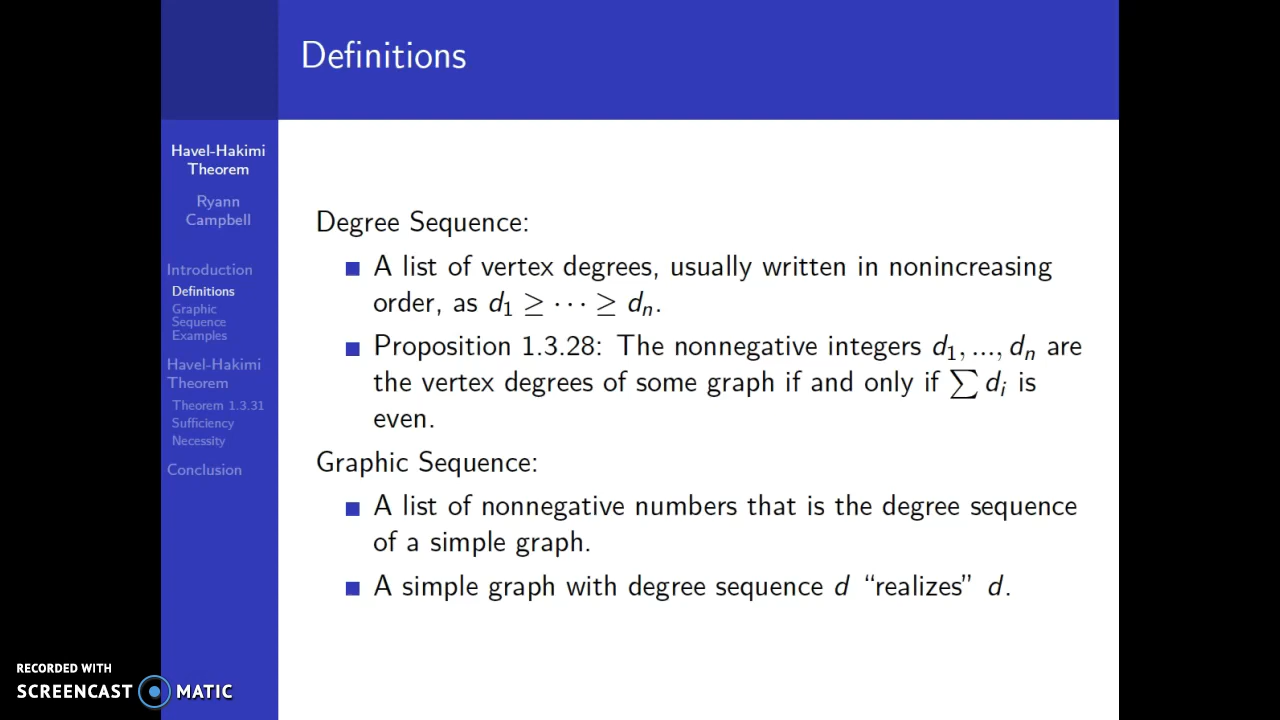 Definitions
Havel-Hakimi
Theorem
Ryann
Campbell
Introduction
Definitions
Graphic
Sequence
Examples
Havel-Hakimi
Theorem
Theorem 1.3.31
Sufficiency
Necessity
Conclusion
Degree Sequence:
A list of vertex degrees, usually written in nonincreasing
order, as d₁ ≥ ··· ≥ dₙ.
Proposition 1.3.28: The nonnegative integers d₁, ..., dₙ are
the vertex degrees of some graph if and only if ∑ dᵢ is
even.
Graphic Sequence:
A list of nonnegative numbers that is the degree sequence
of a simple graph.
A simple graph with degree sequence d “realizes” d.
RECORDED WITH
SCREENCAST MATIC